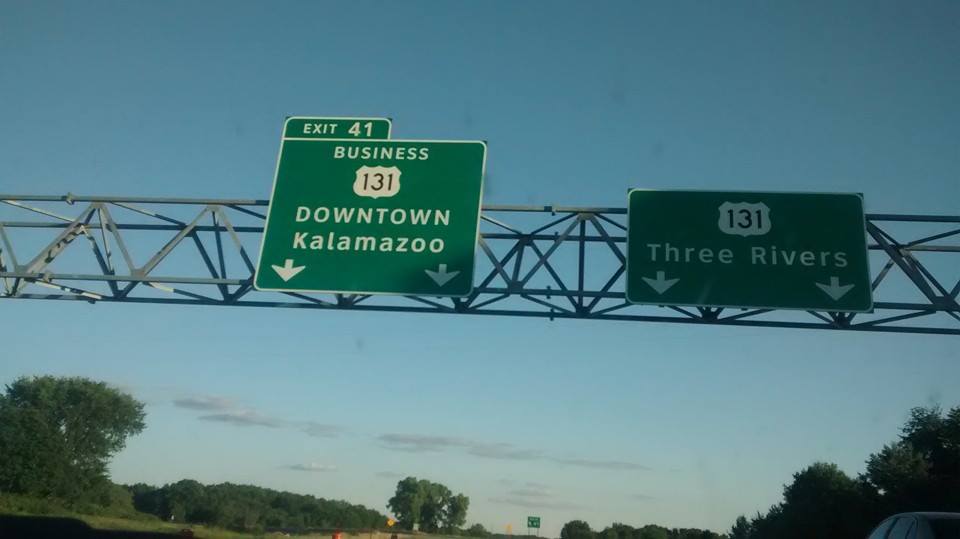 EXIT 41
BUSINESS
131
DOWNTOWN
Kalamazoo
131
Three Rivers